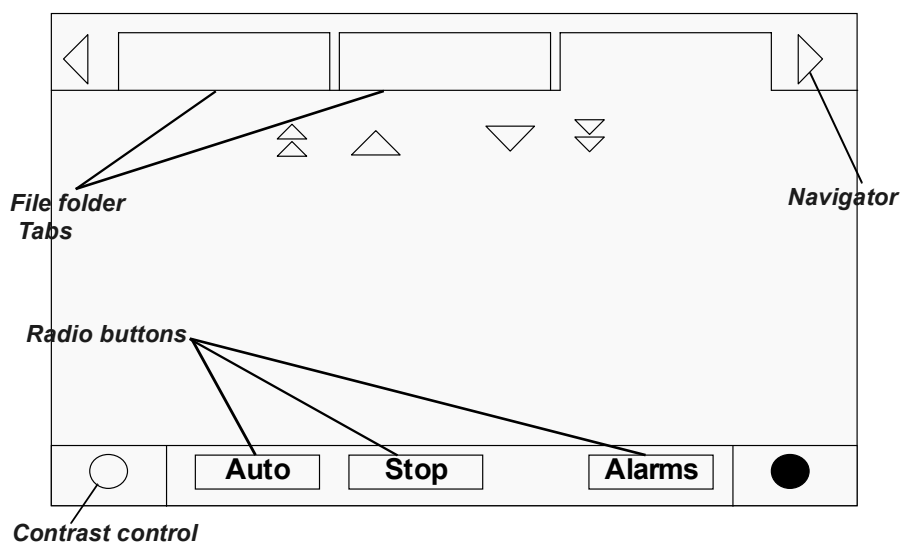 File folder
Tabs
Navigator
Radio buttons
Auto
Stop
Alarms
Contrast control